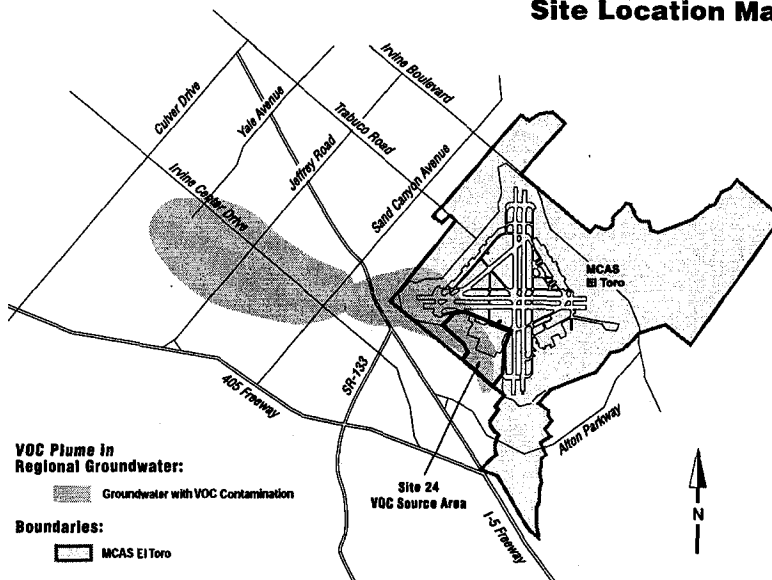 Site Location Ma
Irvine Boulevard
Culver Drive
Yale Avenue
Trabuco Road
Jeffrey Road
Sand Canyon Avenue
Irvine Center Drive
MCAS
El Toro
405 Freeway
SR-133
Alton Parkway
VOC Plume in
Regional Groundwater:
Groundwater with VOC Contamination
Site 24
VOC Source Area
I-5 Freeway
N
Boundaries:
MCAS El Toro